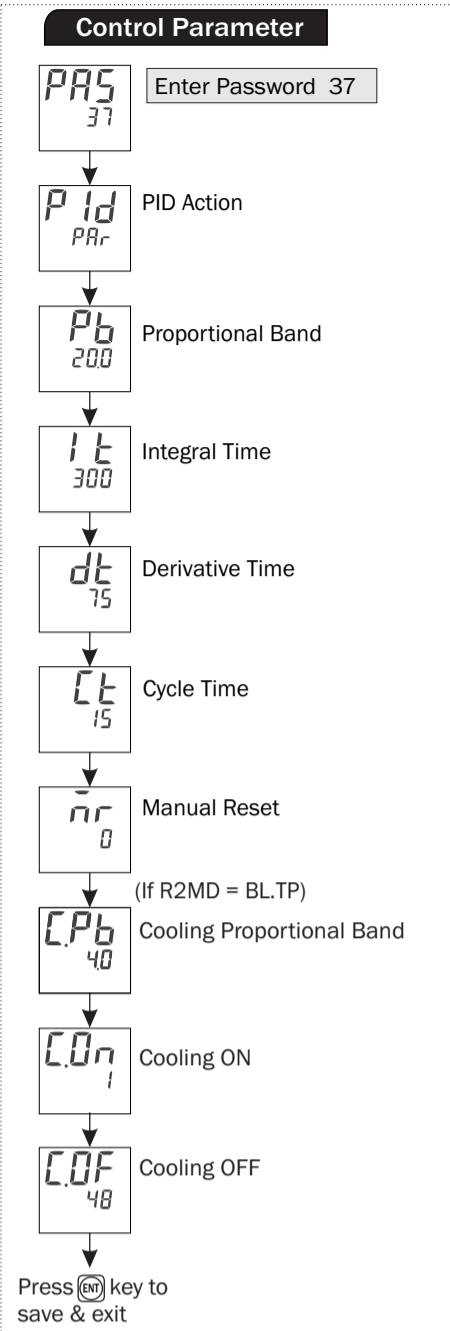 Control Parameter
PAS
37
Enter Password 37
PId
PAr
PID Action
Pb
20.0
Proportional Band
It
300
Integral Time
dt
75
Derivative Time
Ct
15
Cycle Time
m̄r
0
Manual Reset
(If R2MD = BL.TP)
C.Pb
4.0
Cooling Proportional Band
C.On
1
Cooling ON
C.OF
48
Cooling OFF
Press ENT key to
save & exit